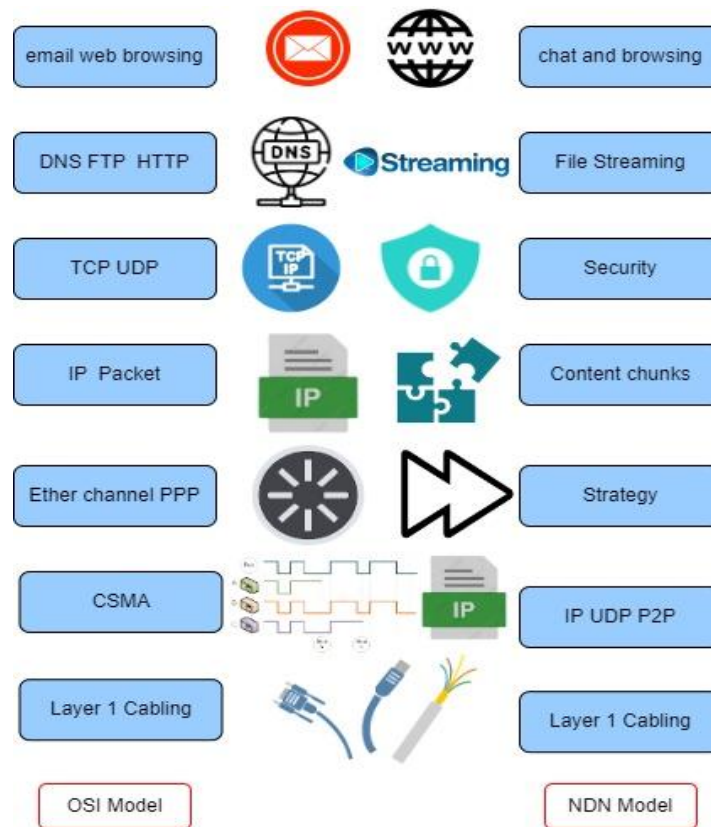 email web browsing
WWW
chat and browsing
DNS FTP HTTP
DNS
Streaming
File Streaming
TCP UDP
TCP
IP
Security
IP Packet
IP
Content chunks
Ether channel PPP
Strategy
CSMA
IP
IP UDP P2P
Layer 1 Cabling
Layer 1 Cabling
OSI Model
NDN Model